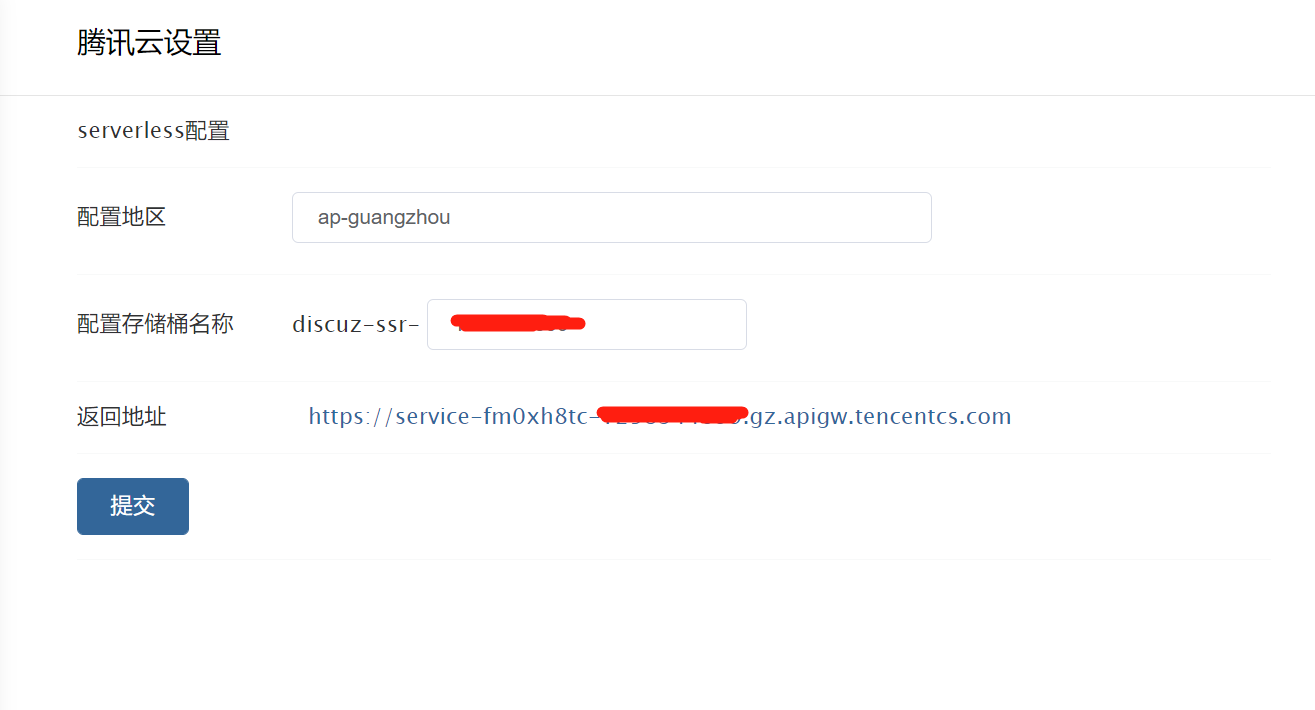 腾讯云设置
serverless配置
配置地区 ap-guangzhou
配置存储桶名称 discuz-ssr-
返回地址 https://service-fm0xh8tc- .gz.apigw.tencentcs.com
提交